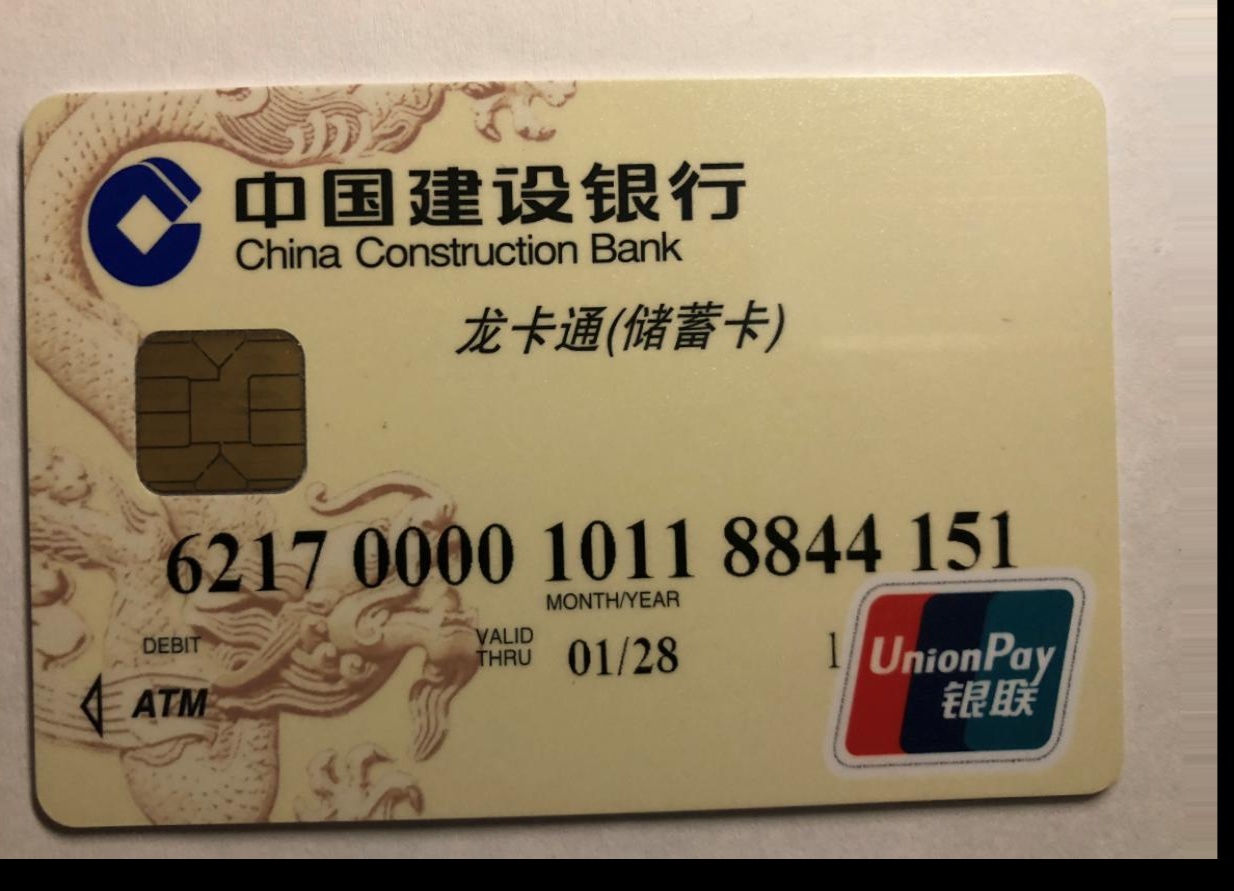 中国建设银行
China Construction Bank
龙卡通(储蓄卡)
6217 0000 1011 8844 151
MONTH/YEAR
DEBIT
VALID
THRU
01/28
1
UnionPay
银联
ATM